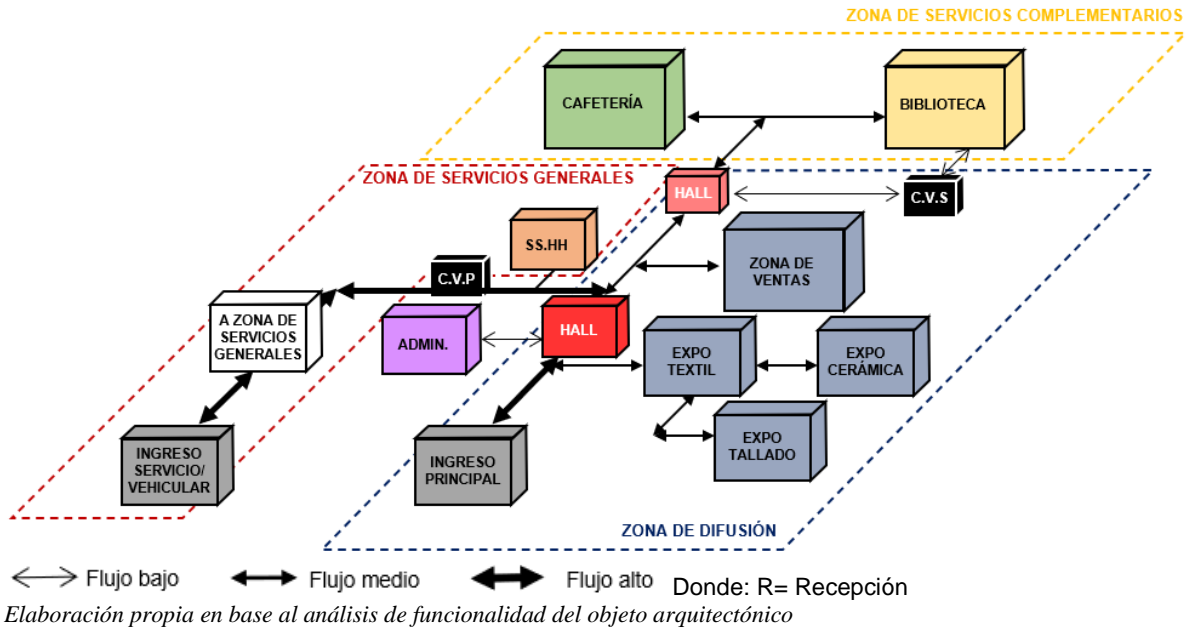 ZONA DE SERVICIOS COMPLEMENTARIOS
CAFETERÍA
BIBLIOTECA
ZONA DE SERVICIOS GENERALES
HALL
C.V.S
SS.HH
C.V.P
ZONA DE
VENTAS
A ZONA DE
SERVICIOS
GENERALES
ADMIN.
HALL
EXPO
TEXTIL
EXPO
CERÁMICA
INGRESO
SERVICIO/
VEHICULAR
INGRESO
PRINCIPAL
EXPO
TALLADO
ZONA DE DIFUSIÓN
Flujo bajo
Flujo medio
Flujo alto
Donde: R= Recepción
Elaboración propia en base al análisis de funcionalidad del objeto arquitectónico